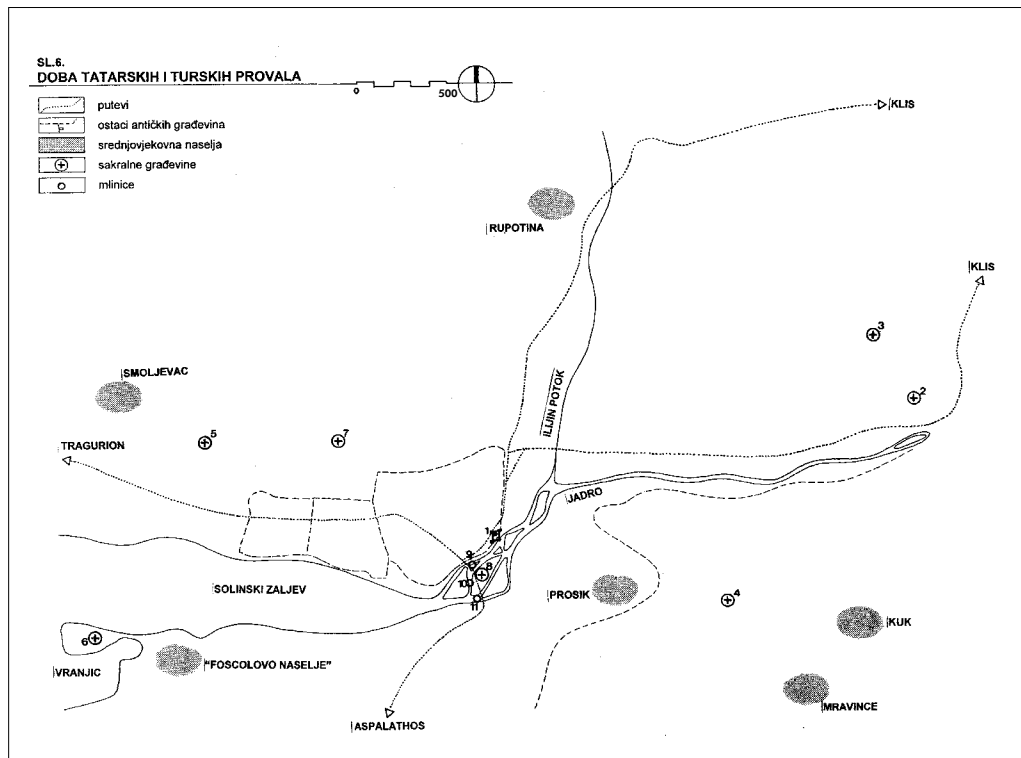 SL.6.
DOBA TATARSKIH I TURSKIH PROVALA
0 500
putevi
ostaci antičkih građevina
srednjovjekovna naselja
sakralne građevine
mlinice
KLIS
RUPOTINA
KLIS
3
SMOLJEVAC
2
ILIJIN POTOK
5
7
TRAGURION
JADRO
1
9
8
10
SOLINSKI ZALJEV
PROSIK
4
11
KUK
6
VRANJIC
"FOSCOLOVO NASELJE"
MRAVINCE
ASPALATHOS